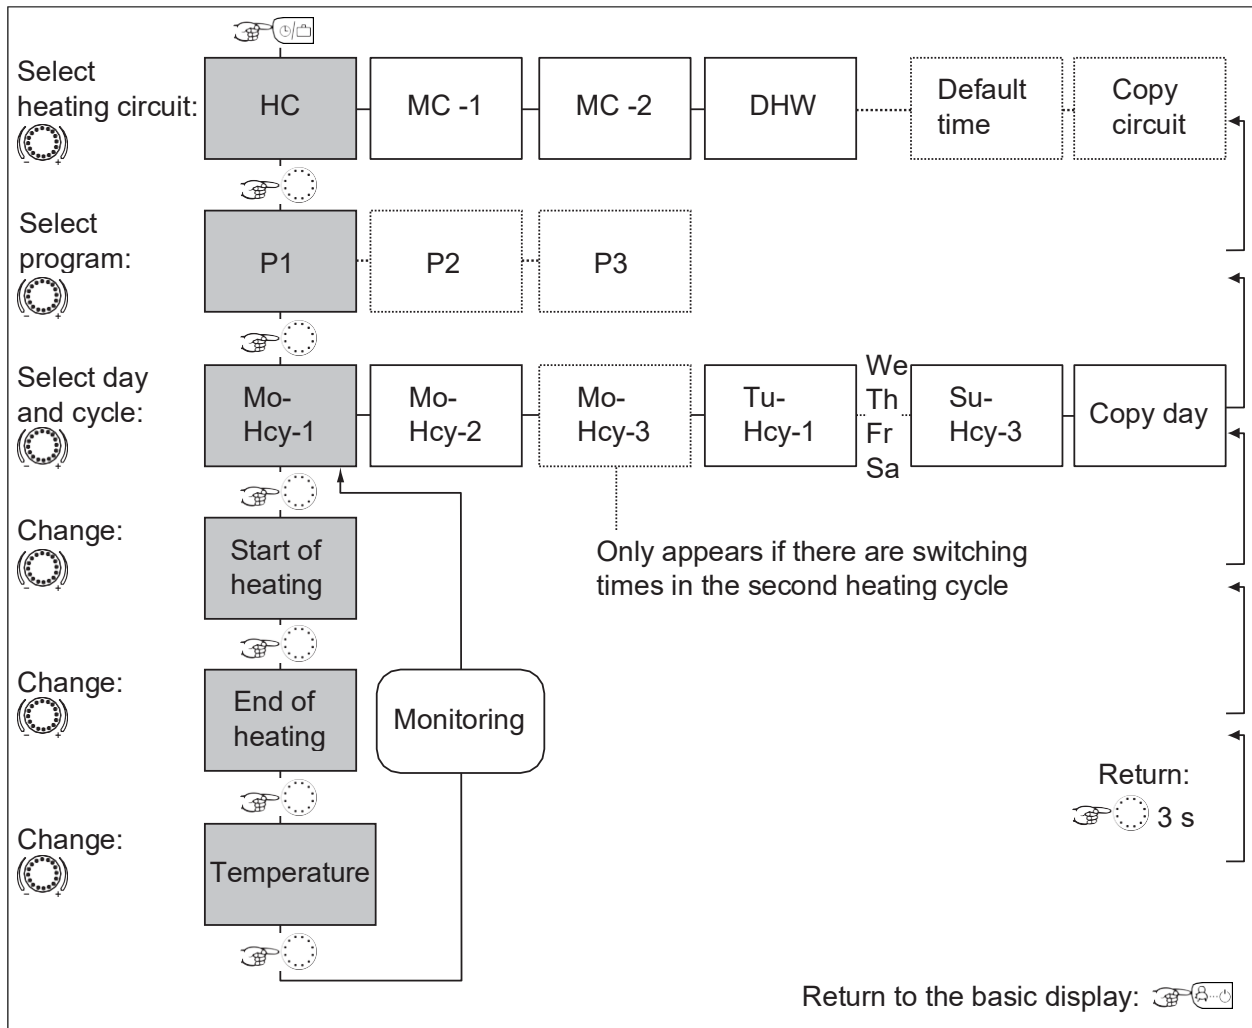 Select
heating circuit:
HC
MC -1
MC -2
DHW
Default
time
Copy
circuit
- +
Select
program:
P1
P2
P3
- +
Select day
and cycle:
Mo-
Hcy-1
Mo-
Hcy-2
Mo-
Hcy-3
Tu-
Hcy-1
We
Th
Fr
Sa
Su-
Hcy-3
Copy day
- +
Change:
Start of
heating
Only appears if there are switching
times in the second heating cycle
- +
Change:
End of
heating
Monitoring
- +
Return:
3 s
Change:
Temperature
- +
Return to the basic display: